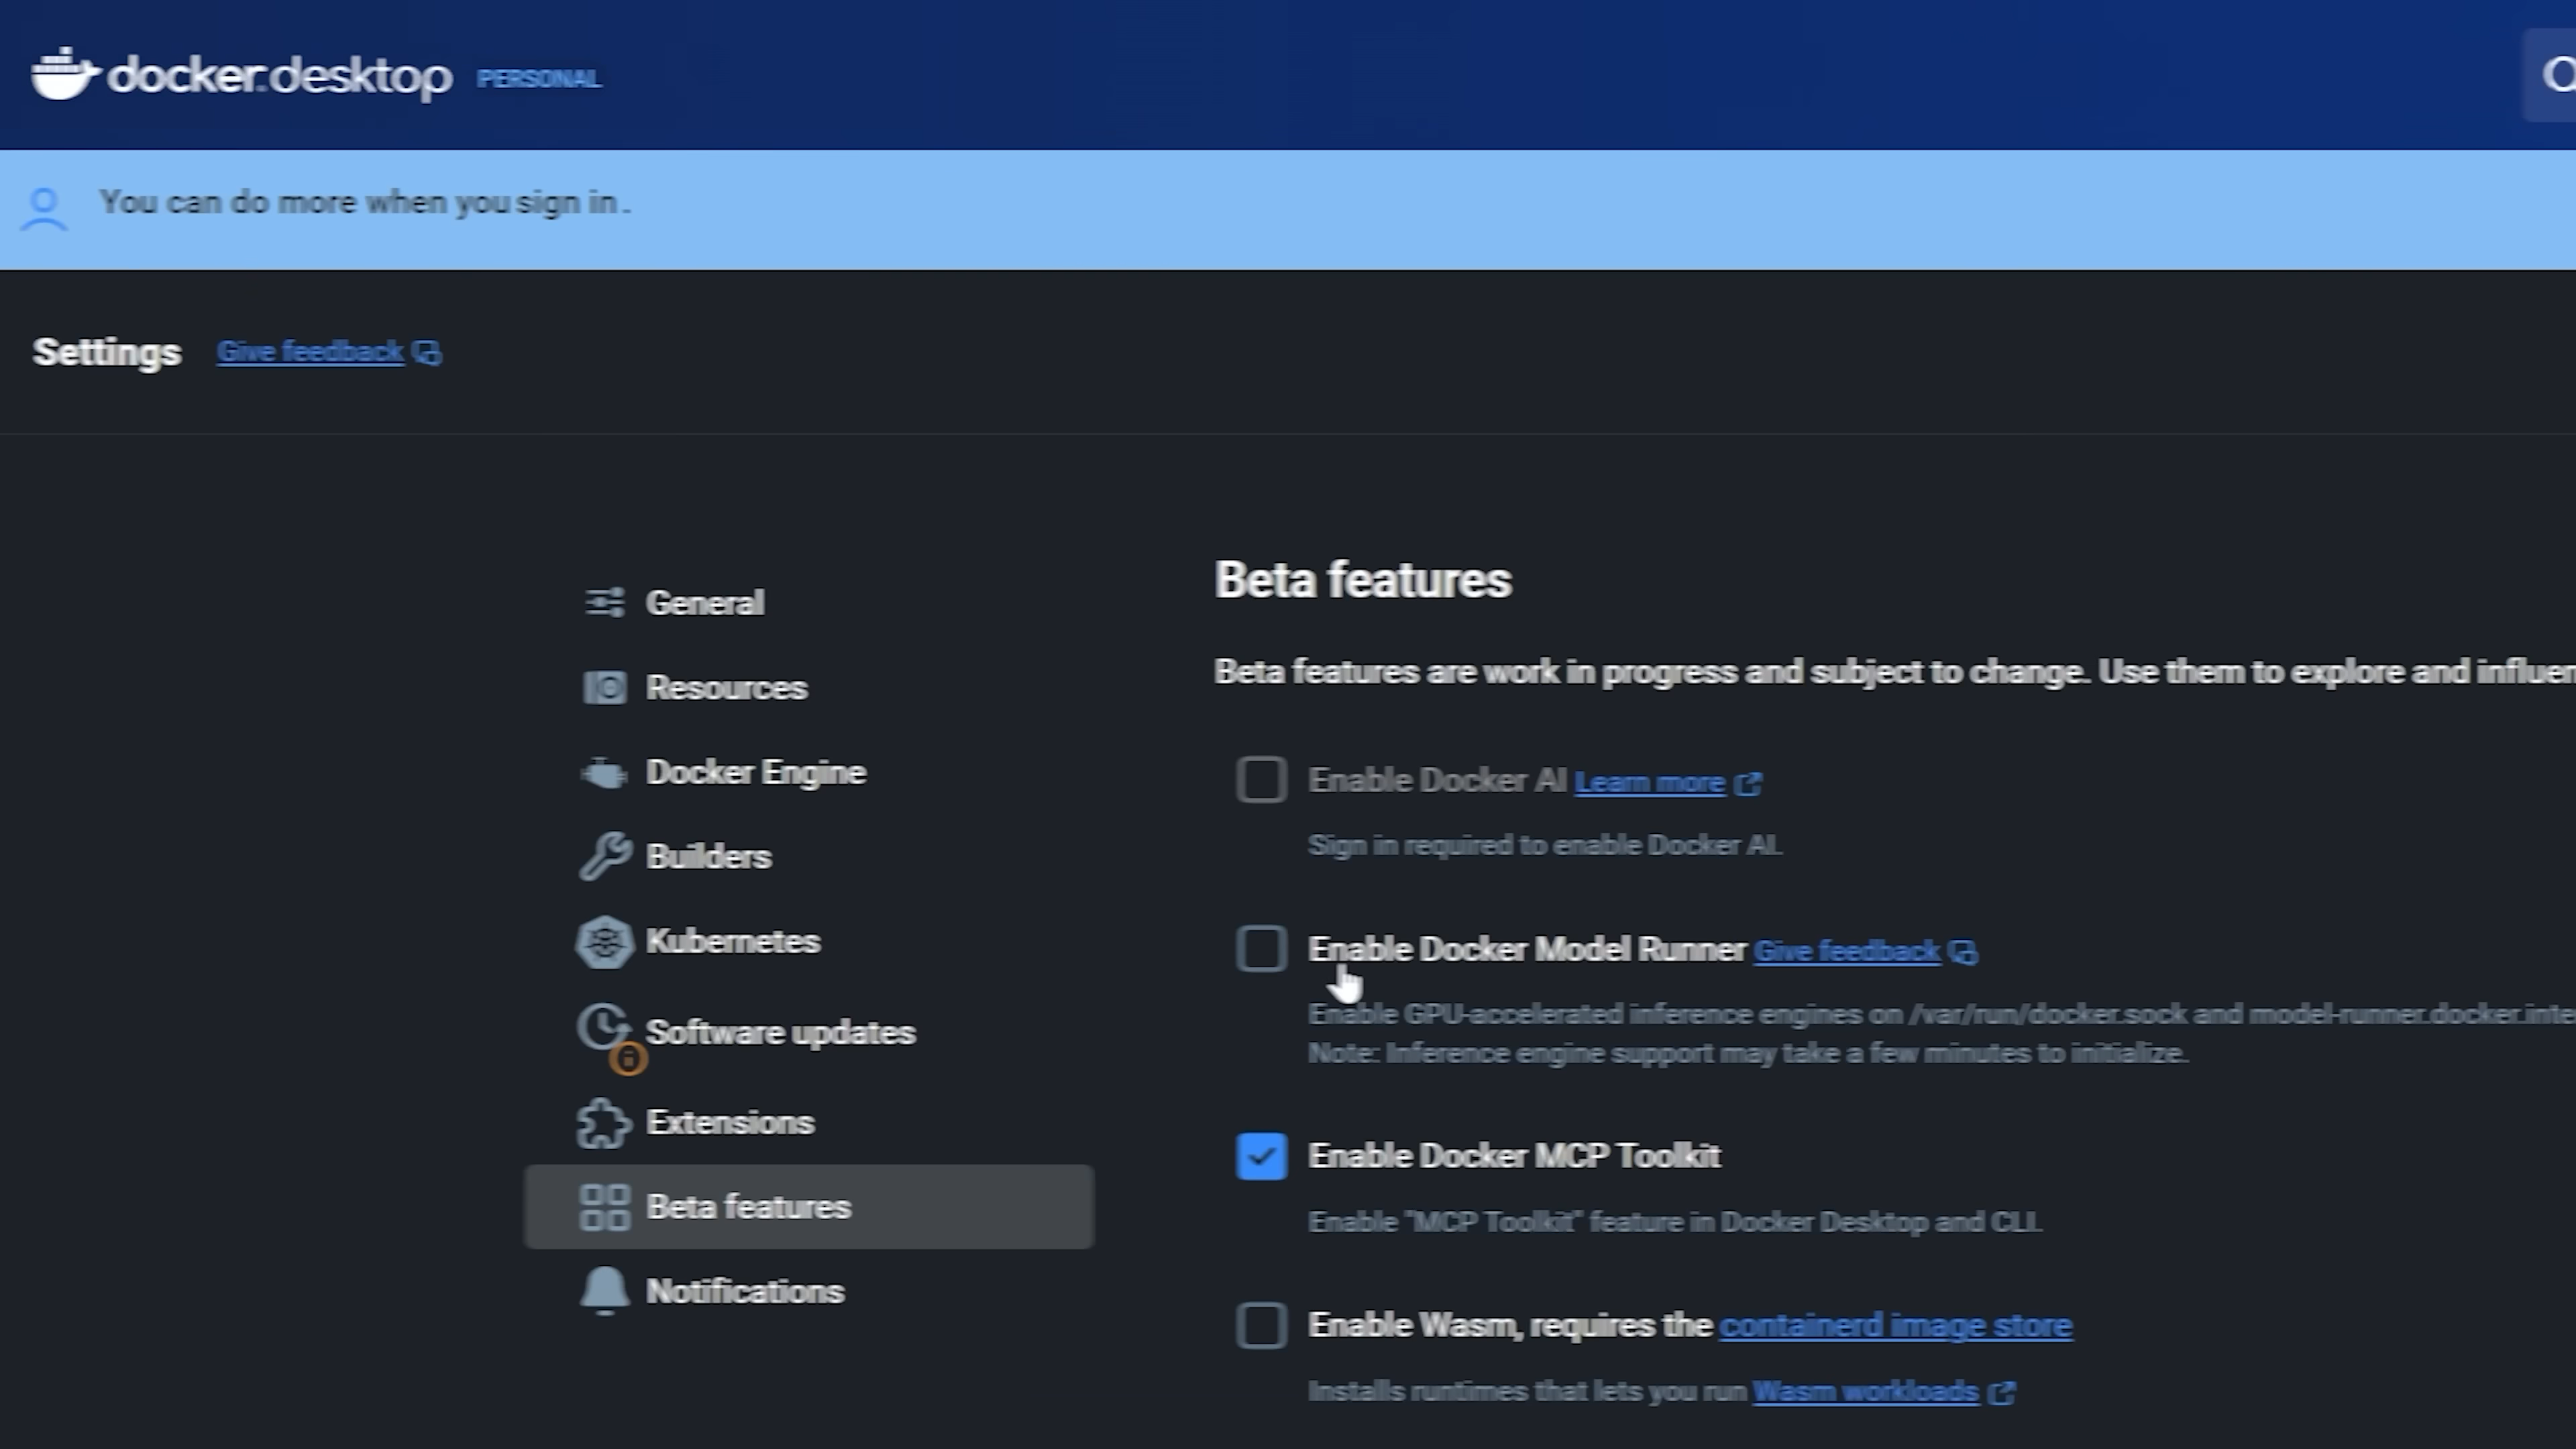 docker.desktop PERSONAL
You can do more when you sign in.
Settings Give feedback
General
Resources
Docker Engine
Builders
Kubernetes
Software updates
Extensions
Beta features
Notifications
Beta features
Beta features are work in progress and subject to change. Use them to explore and
Enable Docker AI Learn more
Sign in required to enable Docker AI.
Enable Docker Model Runner Give feedback
Enable GPU-accelerated inference engines on /var/run/docker.sock and
Note: Inference engine support may take a few minutes to initialize.
Enable Docker MCP Toolkit
Enable "MCP Toolkit" feature in Docker Desktop and CLI.
Enable Wasm, requires the containerd image store
Installs runtimes that lets you run Wasm workloads